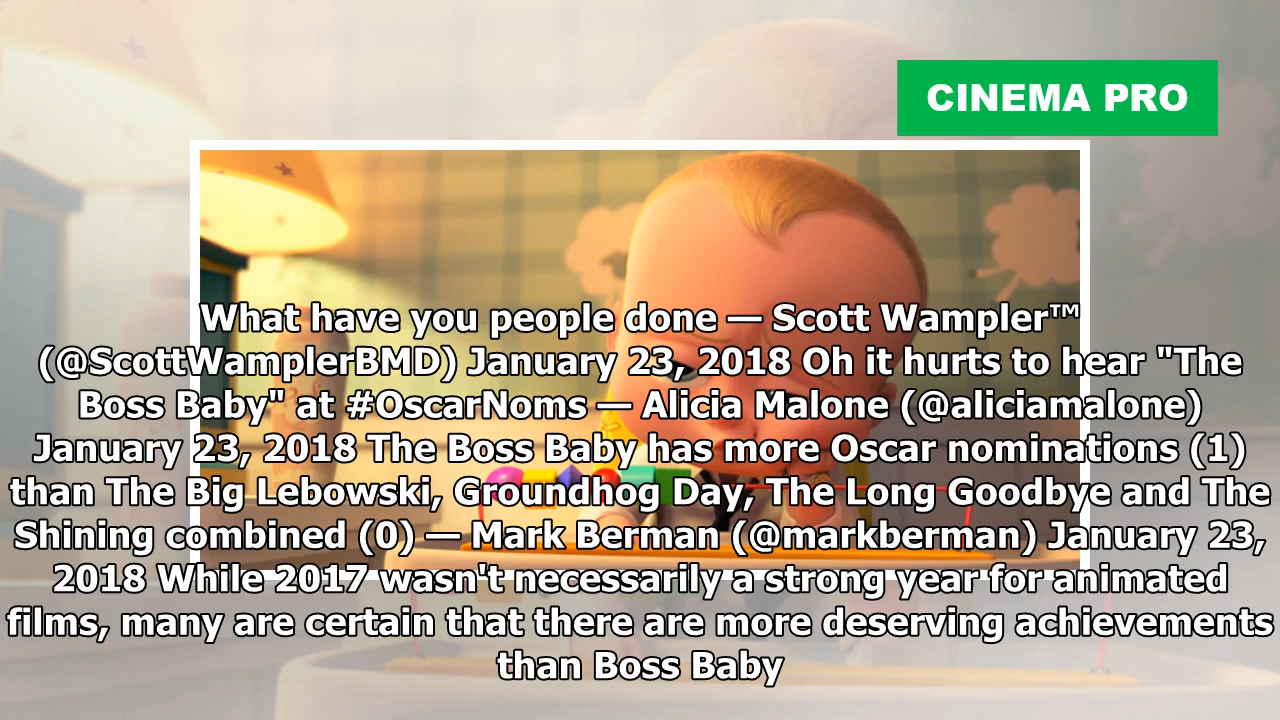 CINEMA PRO
What have you people done — Scott Wampler™
(@ScottWamplerBMD) January 23, 2018 Oh it hurts to hear "The
Boss Baby" at #OscarNoms — Alicia Malone (@aliciamalone)
January 23, 2018 The Boss Baby has more Oscar nominations (1)
than The Big Lebowski, Groundhog Day, The Long Goodbye and The
Shining combined (0) — Mark Berman (@markberman) January 23,
2018 While 2017 wasn't necessarily a strong year for animated
films, many are certain that there are more deserving achievements
than Boss Baby